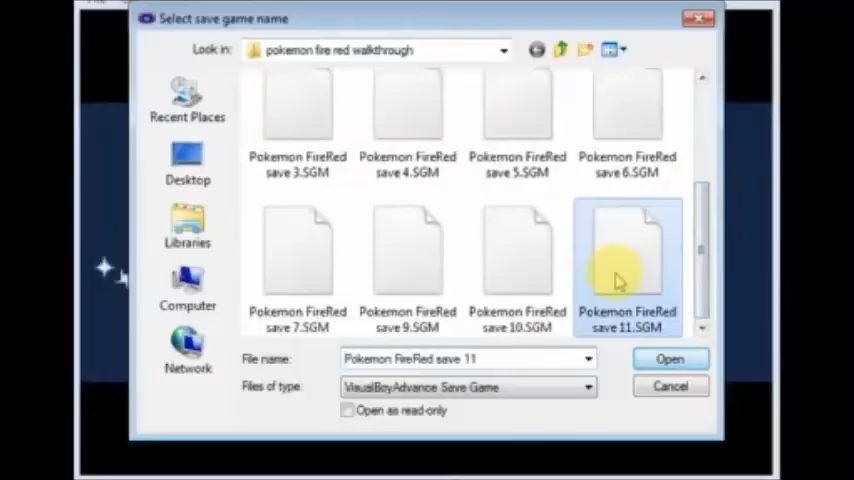 Select save game name
Look in:
pokemon fire red walkthrough
Recent Places
Desktop
Libraries
Computer
Network
Pokemon FireRed save 3.SGM
Pokemon FireRed save 4.SGM
Pokemon FireRed save 5.SGM
Pokemon FireRed save 6.SGM
Pokemon FireRed save 7.SGM
Pokemon FireRed save 9.SGM
Pokemon FireRed save 10.SGM
Pokemon FireRed save 11.SGM
File name:
Pokemon FireRed save 11
Open
Files of type:
VisualBoyAdvance Save Game
Cancel
Open as read-only